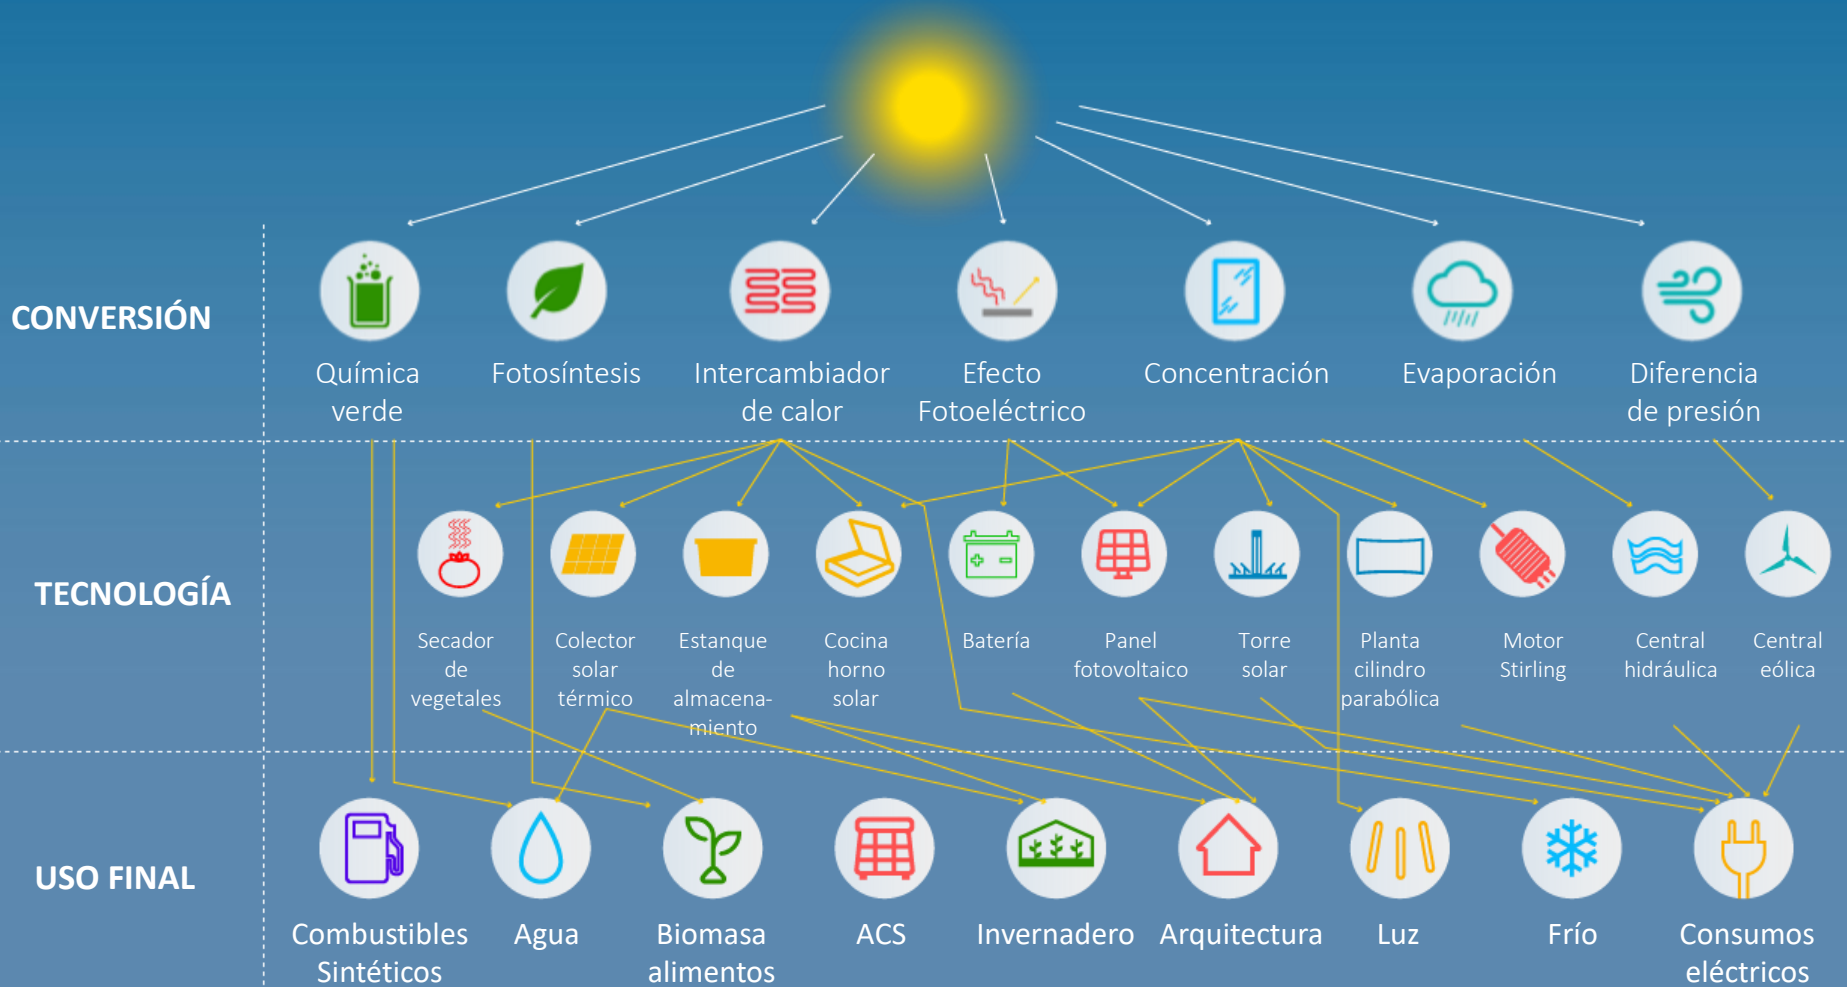 CONVERSIÓN
Química
verde
Fotosíntesis
Intercambiador
de calor
Efecto
Fotoeléctrico
Concentración
Evaporación
Diferencia
de presión
TECNOLOGÍA
Secador
de
vegetales
Colector
solar
térmico
Estanque
de
almacena-
miento
Cocina
horno
solar
Batería
Panel
fotovoltaico
Torre
solar
Planta
cilindro
parabólica
Motor
Stirling
Central
hidráulica
Central
eólica
USO FINAL
Combustibles
Sintéticos
Agua
Biomasa
alimentos
ACS
Invernadero
Arquitectura
Luz
Frío
Consumos
eléctricos